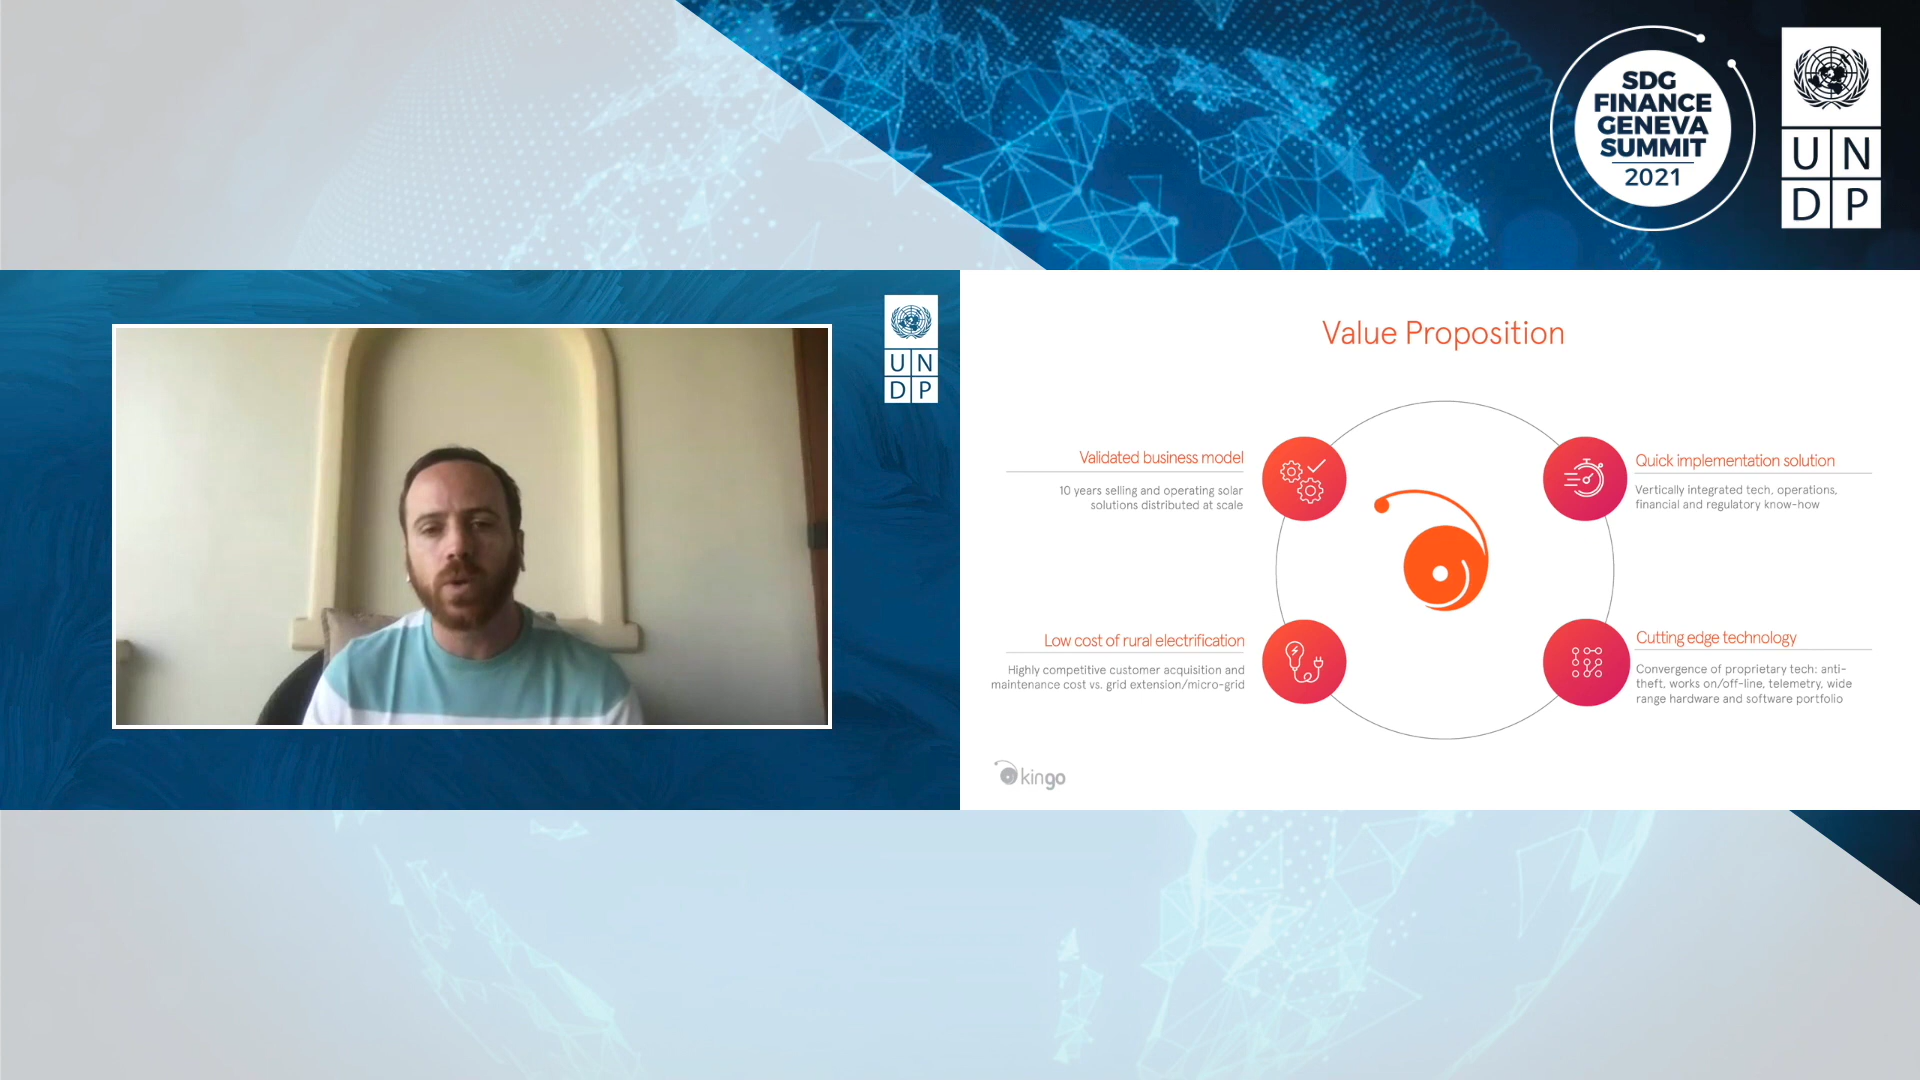 SDG
FINANCE
GENEVA
SUMMIT
2021
U N
D P
U N
D P
Value Proposition
Validated business model
10 years selling and operating solar
solutions distributed at scale
Quick implementation solution
Vertically integrated tech, operations,
financial and regulatory know-how
Low cost of rural electrification
Highly competitive customer acquisition and
maintenance cost vs. grid extension/micro-grid
Cutting edge technology
Convergence of proprietary tech: anti-
theft, works on/off-line, telemetry, wide
range hardware and software portfolio
kingo